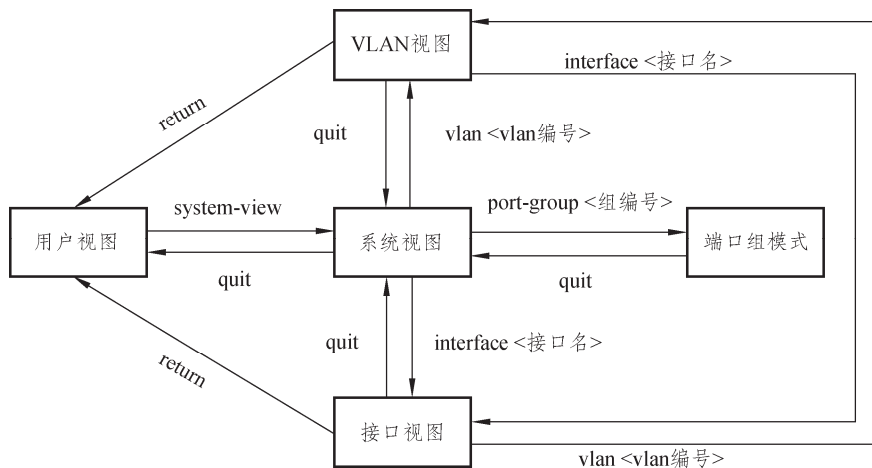 VLAN视图
interface <接口名>
return
quit
vlan <vlan编号>
system-view
port-group <组编号>
用户视图
系统视图
端口组模式
quit
quit
quit
interface <接口名>
return
接口视图
vlan <vlan编号>